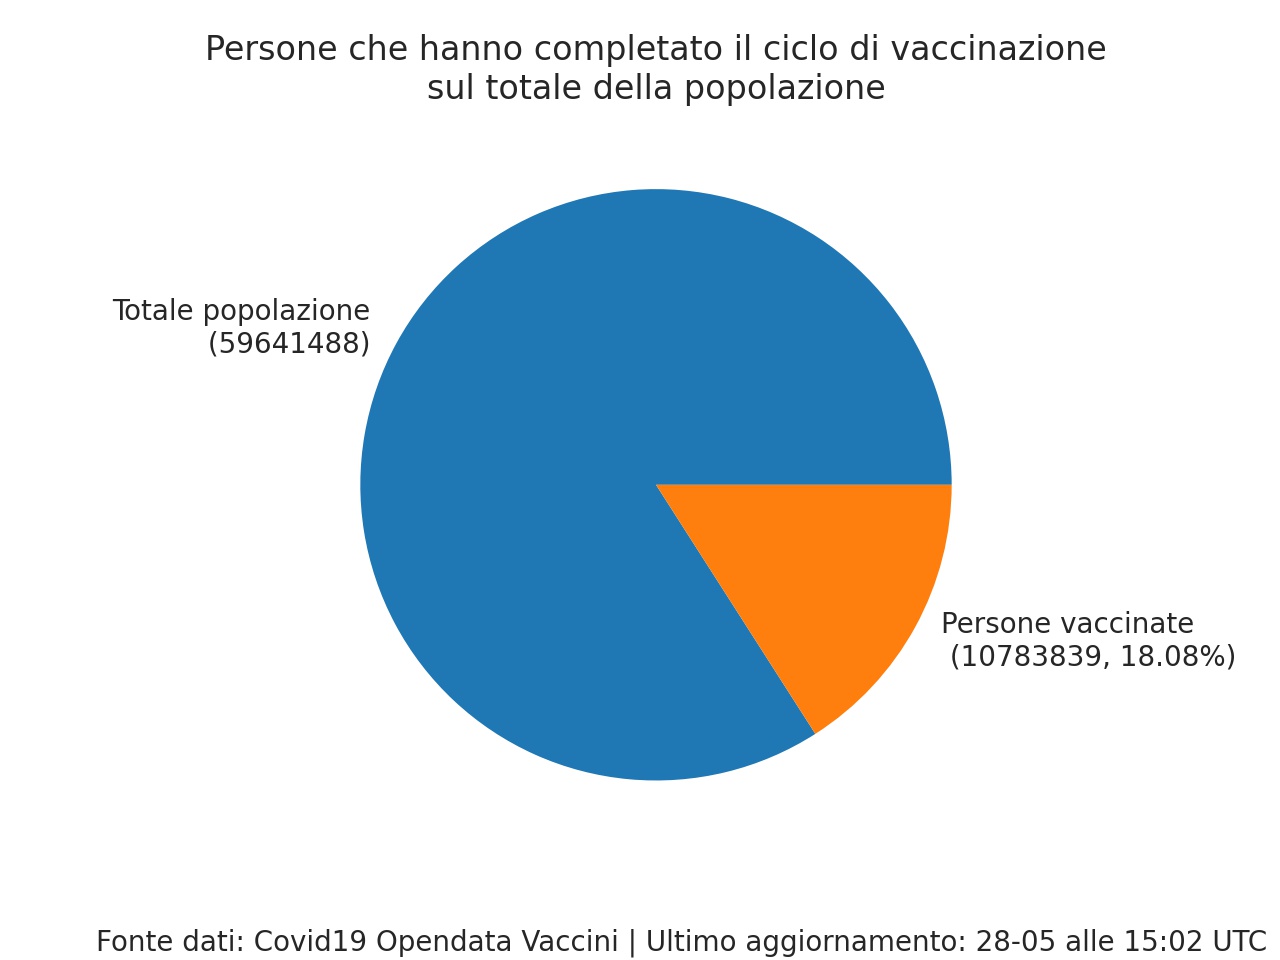 Persone che hanno completato il ciclo di vaccinazione
sul totale della popolazione
Totale popolazione
(59641488)
Persone vaccinate
(10783839, 18.08%)
Fonte dati: Covid19 Opendata Vaccini | Ultimo aggiornamento: 28-05 alle 15:02 UTC